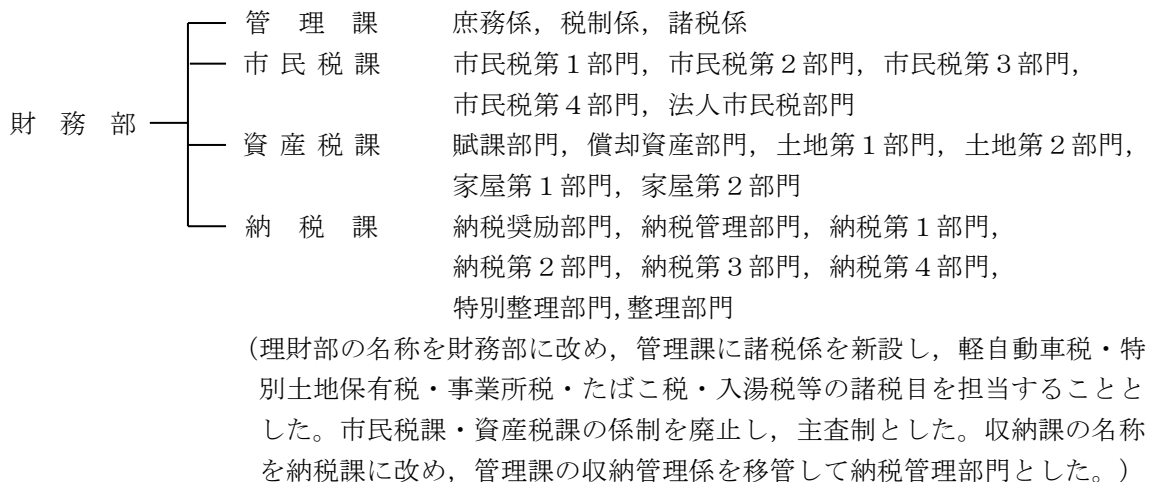 管理課 庶務係，税制係，諸税係
市民税課 市民税第１部門，市民税第２部門，市民税第３部門，
市民税第４部門，法人市民税部門
財務部
資産税課 賦課部門，償却資産部門，土地第１部門，土地第２部門，
家屋第１部門，家屋第２部門
納税課 納税奨励部門，納税管理部門，納税第１部門，
納税第２部門，納税第３部門，納税第４部門，
特別整理部門,整理部門
（理財部の名称を財務部に改め，管理課に諸税係を新設し，軽自動車税・特
別土地保有税・事業所税・たばこ税・入湯税等の諸税目を担当することと
した。市民税課・資産税課の係制を廃止し，主査制とした。収納課の名称
を納税課に改め，管理課の収納管理係を移管して納税管理部門とした。）